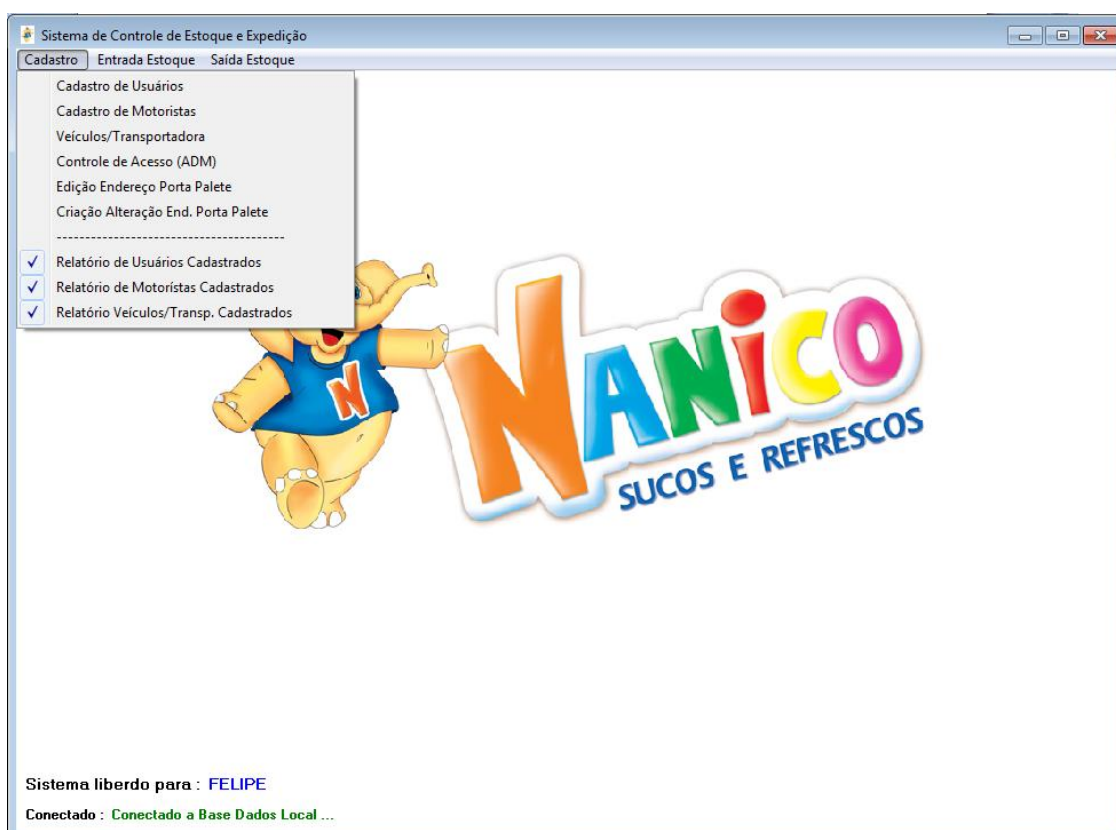 Sistema de Controle de Estoque e Expedição
Cadastro Entrada Estoque Saída Estoque
Cadastro de Usuários
Cadastro de Motoristas
Veículos/Transportadora
Controle de Acesso (ADM)
Edição Endereço Porta Palete
Criação Alteração End. Porta Palete
----------------------------------------
Relatório de Usuários Cadastrados
Relatório de Motorístas Cadastrados
Relatório Veículos/Transp. Cadastrados
N
NANiCO
SUCOS E REFRESCOS
Sistema liberdo para : FELIPE
Conectado : Conectado a Base Dados Local ...